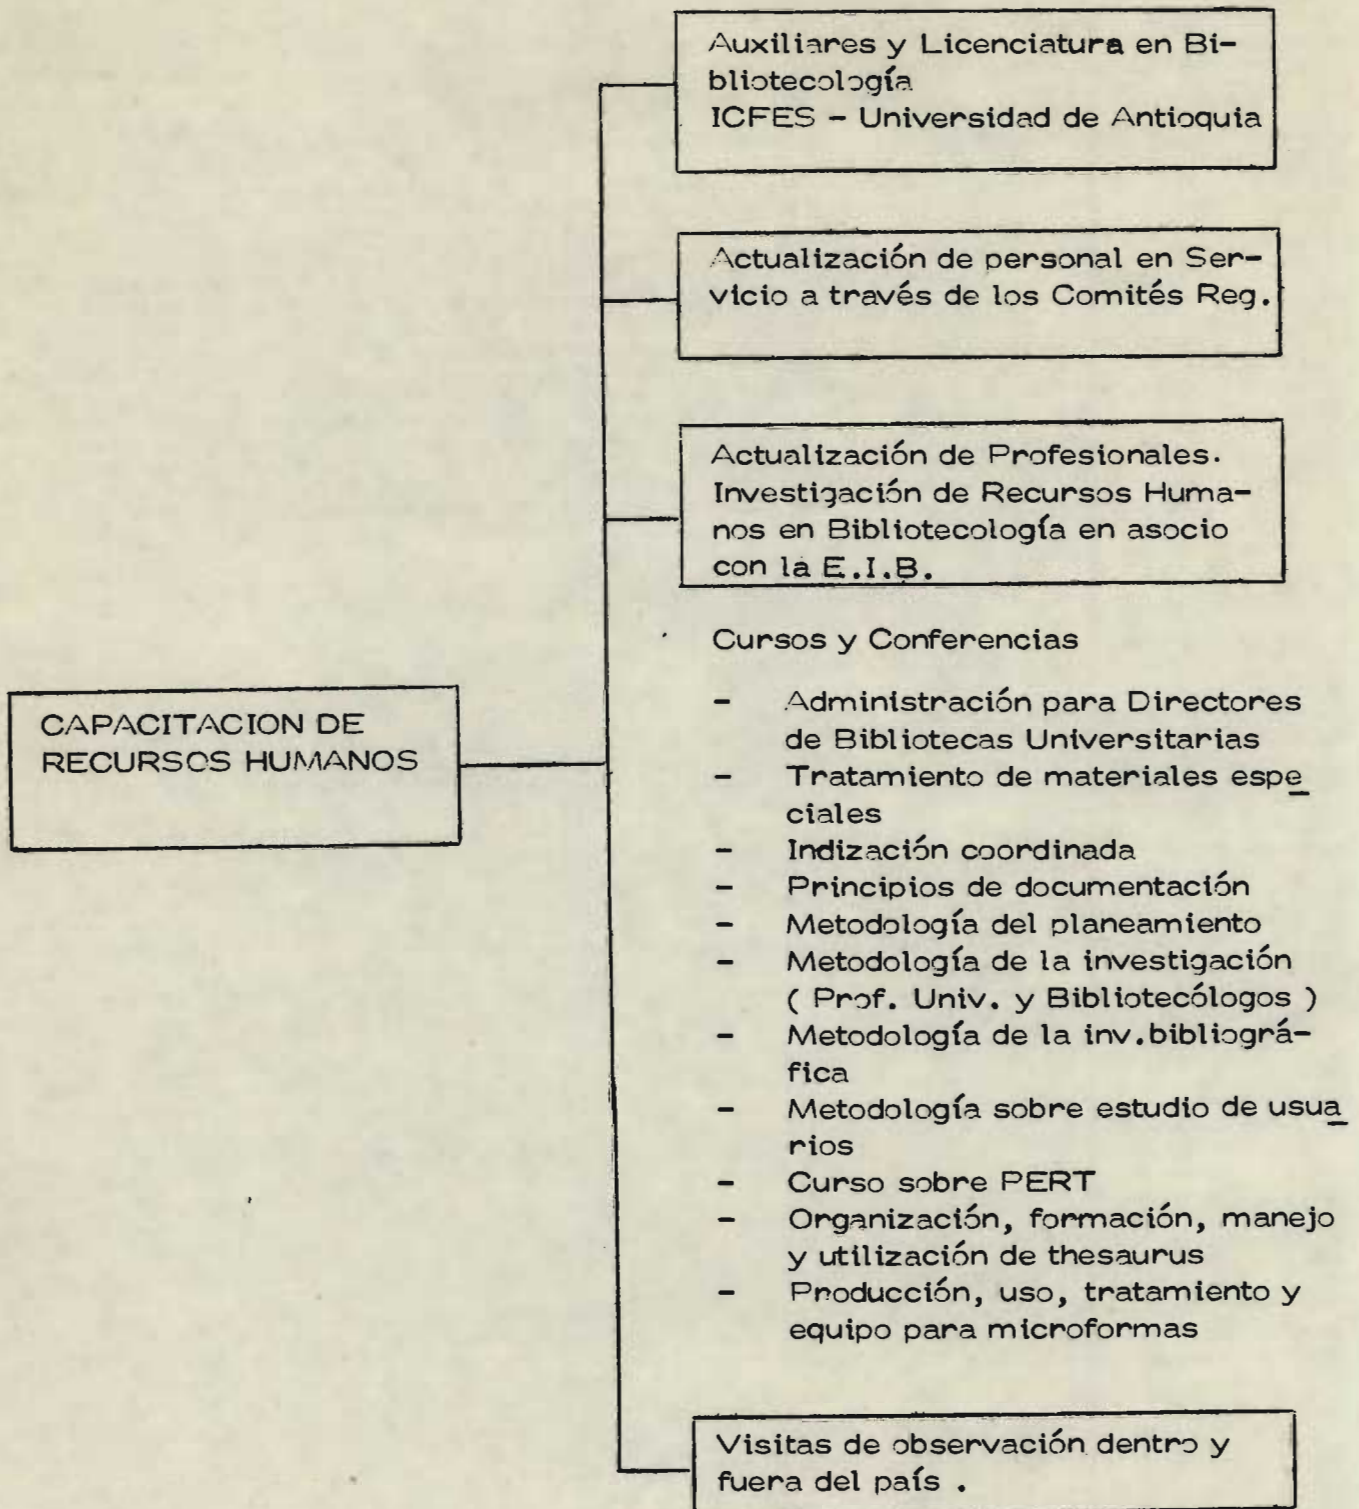 Auxiliares y Licenciatura en Bi-
bliotecología
ICFES - Universidad de Antioquia
Actualización de personal en Ser-
vicio a través de los Comités Reg.
Actualización de Profesionales.
Investigación de Recursos Huma-
nos en Bibliotecología en asocio
con la E.I.B.
Cursos y Conferencias
- Administración para Directores
de Bibliotecas Universitarias
- Tratamiento de materiales espe
ciales
- Indización coordinada
- Principios de documentación
- Metodología del planeamiento
- Metodología de la investigación
( Prof. Univ. y Bibliotecólogos )
- Metodología de la inv.bibliográ-
fica
- Metodología sobre estudio de usua
rios
- Curso sobre PERT
- Organización, formación, manejo
y utilización de thesaurus
- Producción, uso, tratamiento y
equipo para microformas
CAPACITACION DE
RECURSOS HUMANOS
Visitas de observación dentro y
fuera del país .